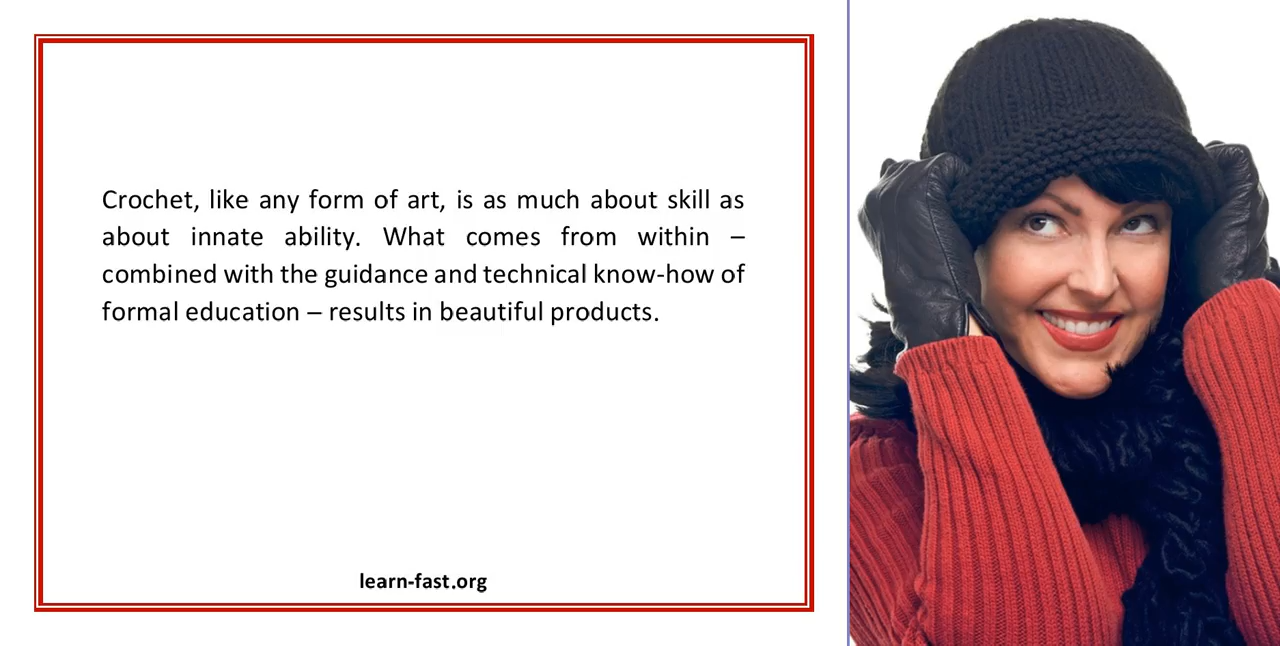 Crochet, like any form of art, is as much about skill as
about innate ability. What comes from within –
combined with the guidance and technical know-how of
formal education – results in beautiful products.
learn-fast.org